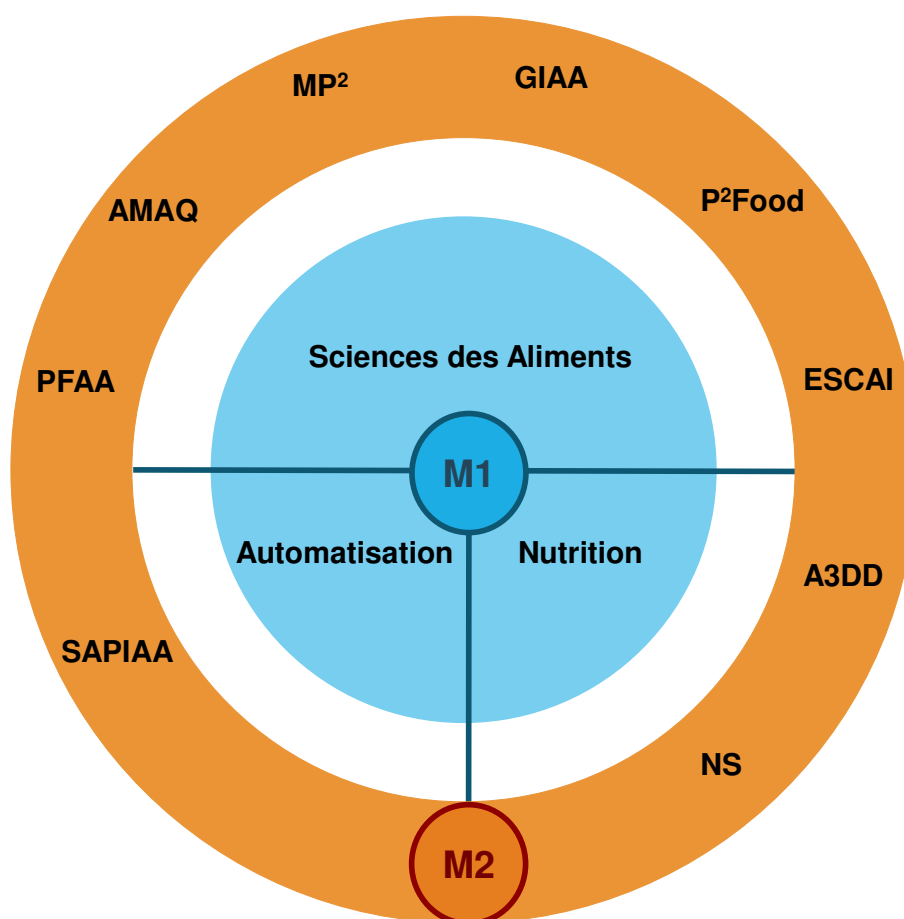 MP²
GIAA
AMAQ
P²Food
Sciences des Aliments
PFAA
ESCAI
M1
Automatisation
Nutrition
A3DD
SAPIAA
NS
M2